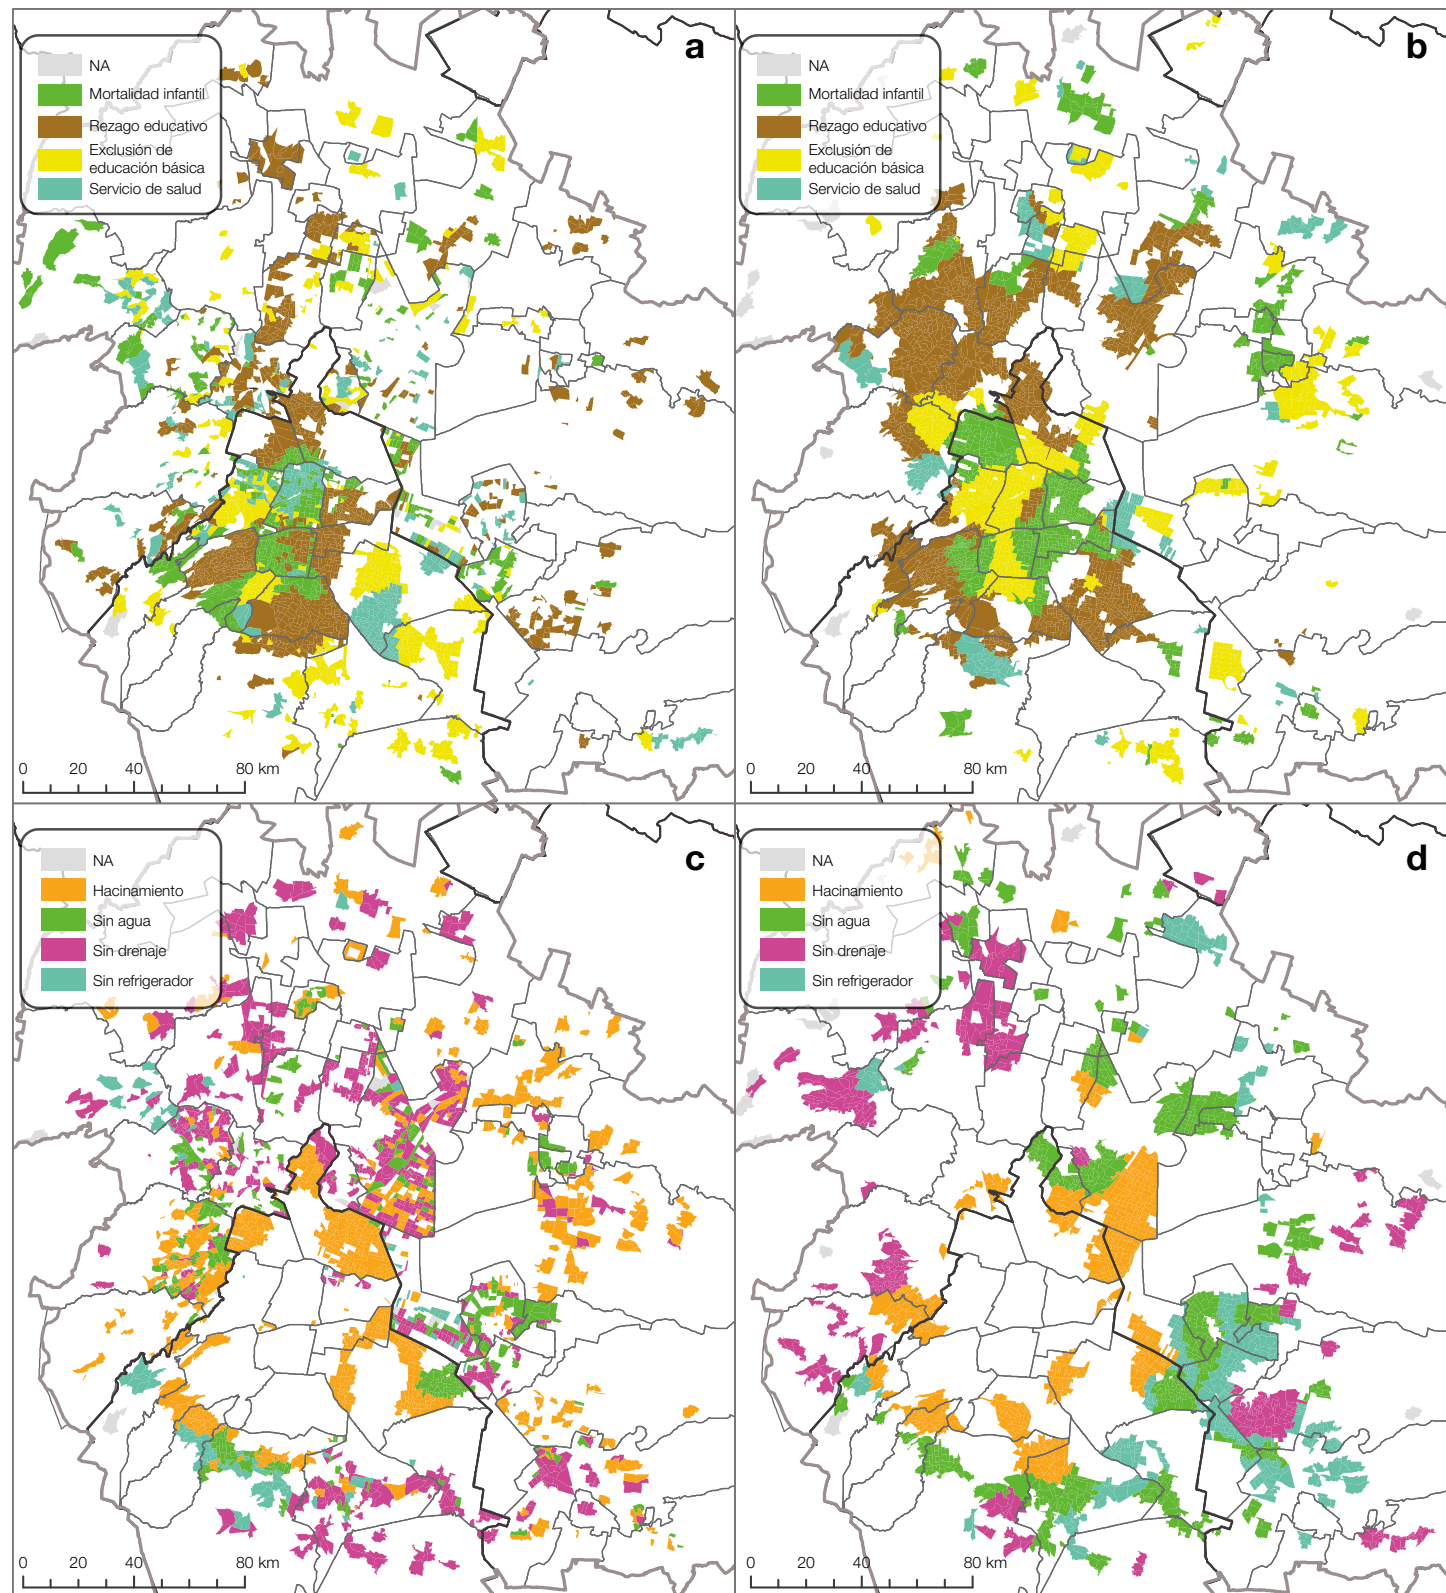 a
NA
Mortalidad infantil
Rezago educativo
Exclusión de
educación básica
Servicio de salud
0 20 40 80 km
b
NA
Mortalidad infantil
Rezago educativo
Exclusión de
educación básica
Servicio de salud
0 20 40 80 km
c
NA
Hacinamiento
Sin agua
Sin drenaje
Sin refrigerador
0 20 40 80 km
d
NA
Hacinamiento
Sin agua
Sin drenaje
Sin refrigerador
0 20 40 80 km